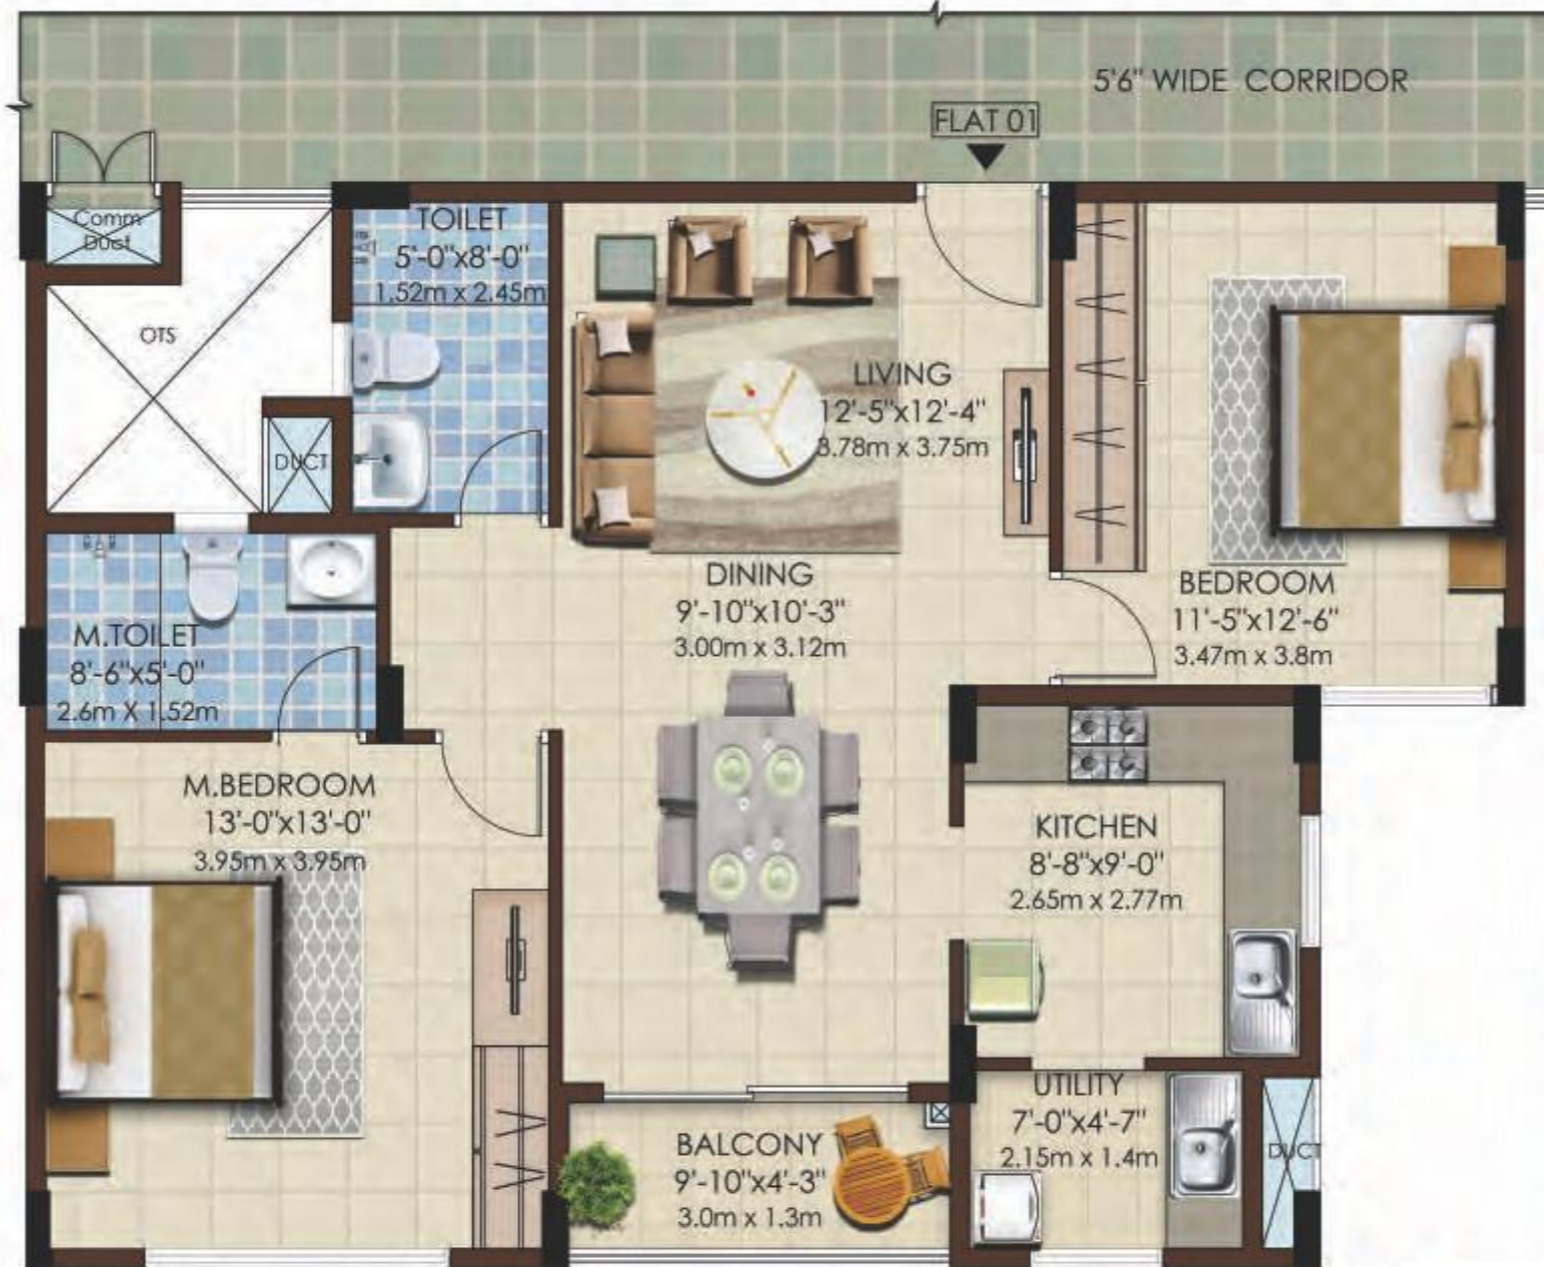 5'6" WIDE CORRIDOR
FLAT 01
Comm
Duct
TOILET
5'-0"x8'-0"
1.52m x 2.45m
OTS
LIVING
12'-5"x12'-4"
3.78m x 3.75m
DUCT
DINING
9'-10"x10'-3"
3.00m x 3.12m
BEDROOM
11'-5"x12'-6"
3.47m x 3.8m
M.TOILET
8'-6"x5'-0"
2.6m X 1.52m
M.BEDROOM
13'-0"x13'-0"
3.95m x 3.95m
KITCHEN
8'-8"x9'-0"
2.65m x 2.77m
UTILITY
7'-0"x4'-7"
2.15m x 1.4m
BALCONY
9'-10"x4'-3"
3.0m x 1.3m
DUCT